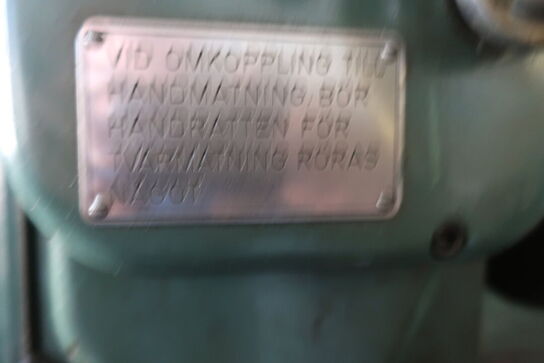 VID OMKOPPLING TILL
HANDMATNING BÖR
HANDRATTEN FÖR
TVÄRMATNING RÖRAS
NÅGOT